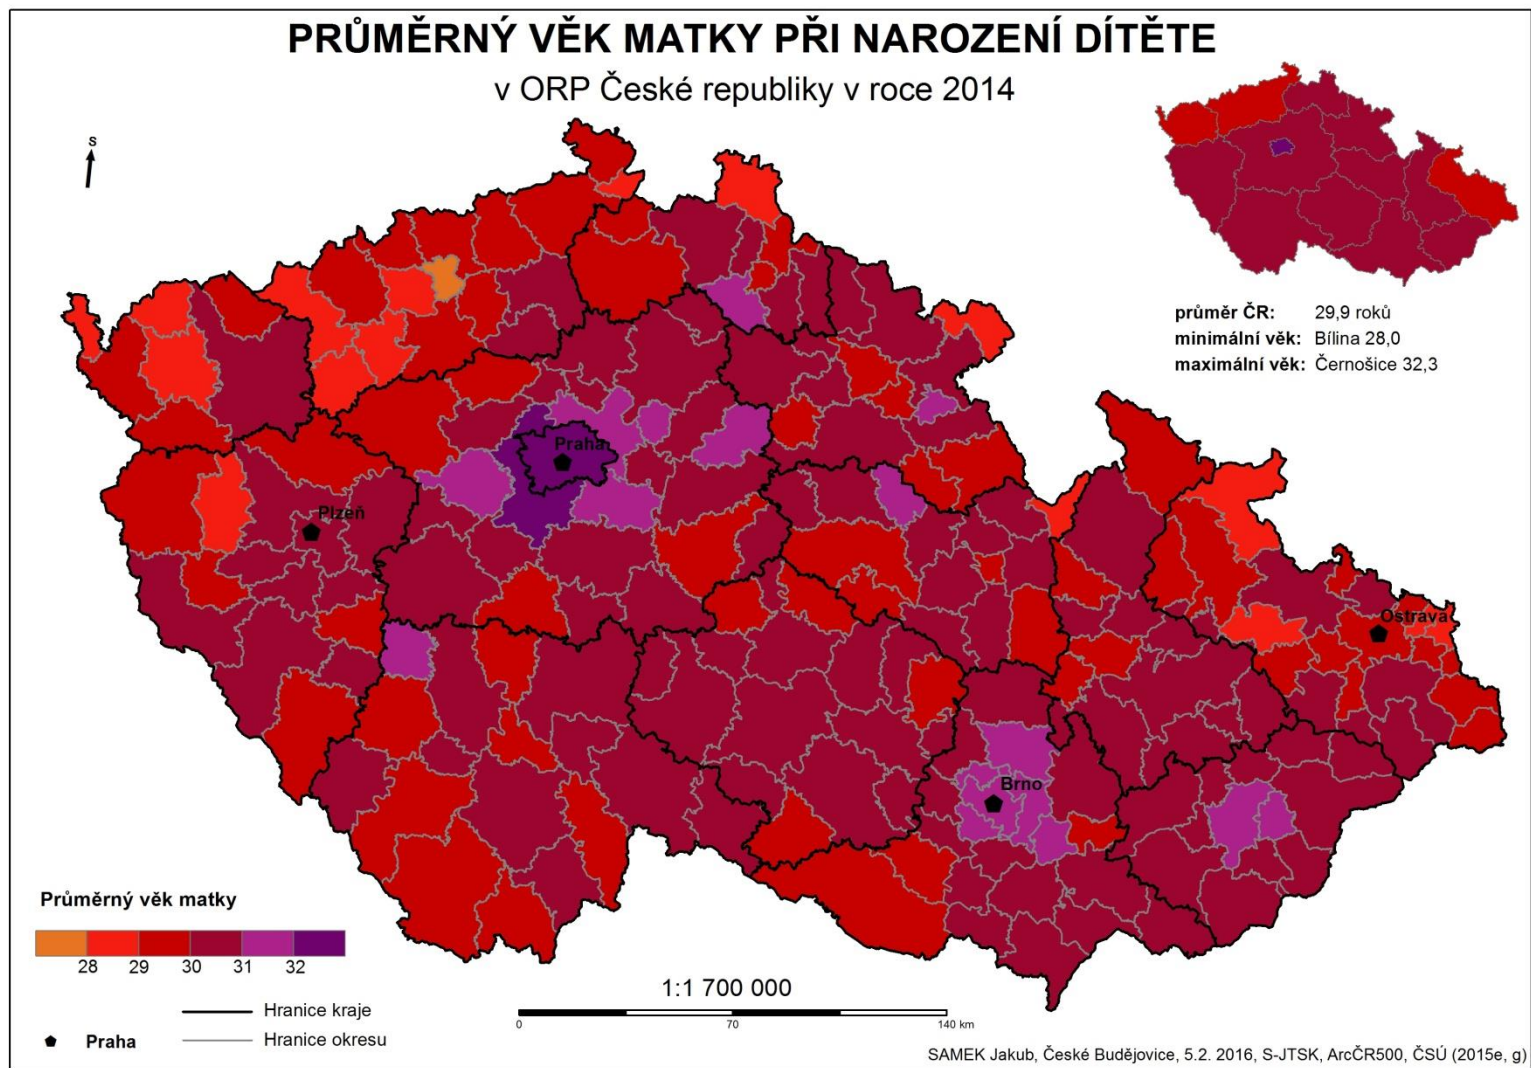 PRŮMĚRNÝ VĚK MATKY PŘI NAROZENÍ DÍTĚTE
v ORP České republiky v roce 2014
S
průměr ČR: 29,9 roků
minimální věk: Bílina 28,0
maximální věk: Černošice 32,3
Praha
Plzeň
Ostrava
Brno
Průměrný věk matky
28 29 30 31 32
Hranice kraje
Praha
Hranice okresu
1:1 700 000
0 70 140 km
SAMEK Jakub, České Budějovice, 5.2. 2016, S-JTSK, ArcČR500, ČSÚ (2015e, g)